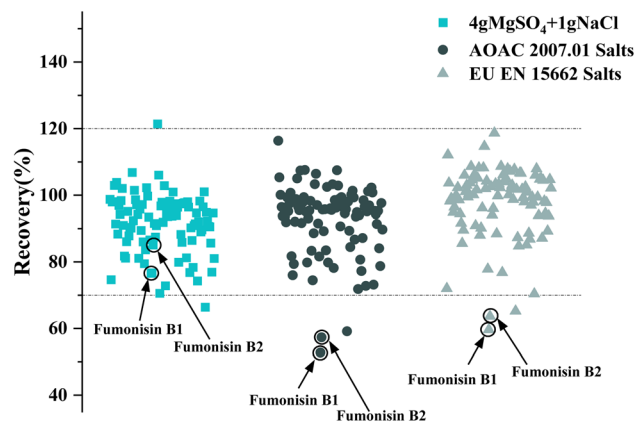 4gMgSO₄+1gNaCl
AOAC 2007.01 Salts
EU EN 15662 Salts
Recovery(%)
140
120
100
80
60
40
Fumonisin B1
Fumonisin B2
Fumonisin B1
Fumonisin B2
Fumonisin B1
Fumonisin B2